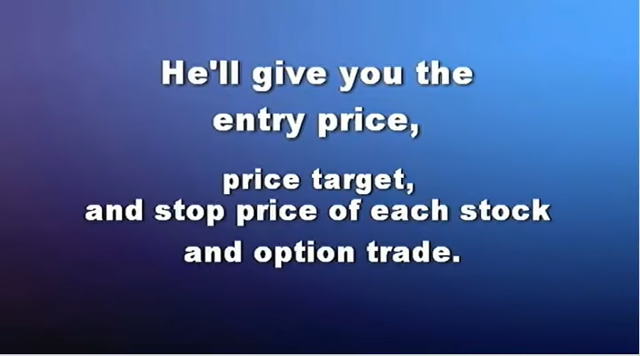 He'll give you the
entry price,
price target,
and stop price of each stock
and option trade.